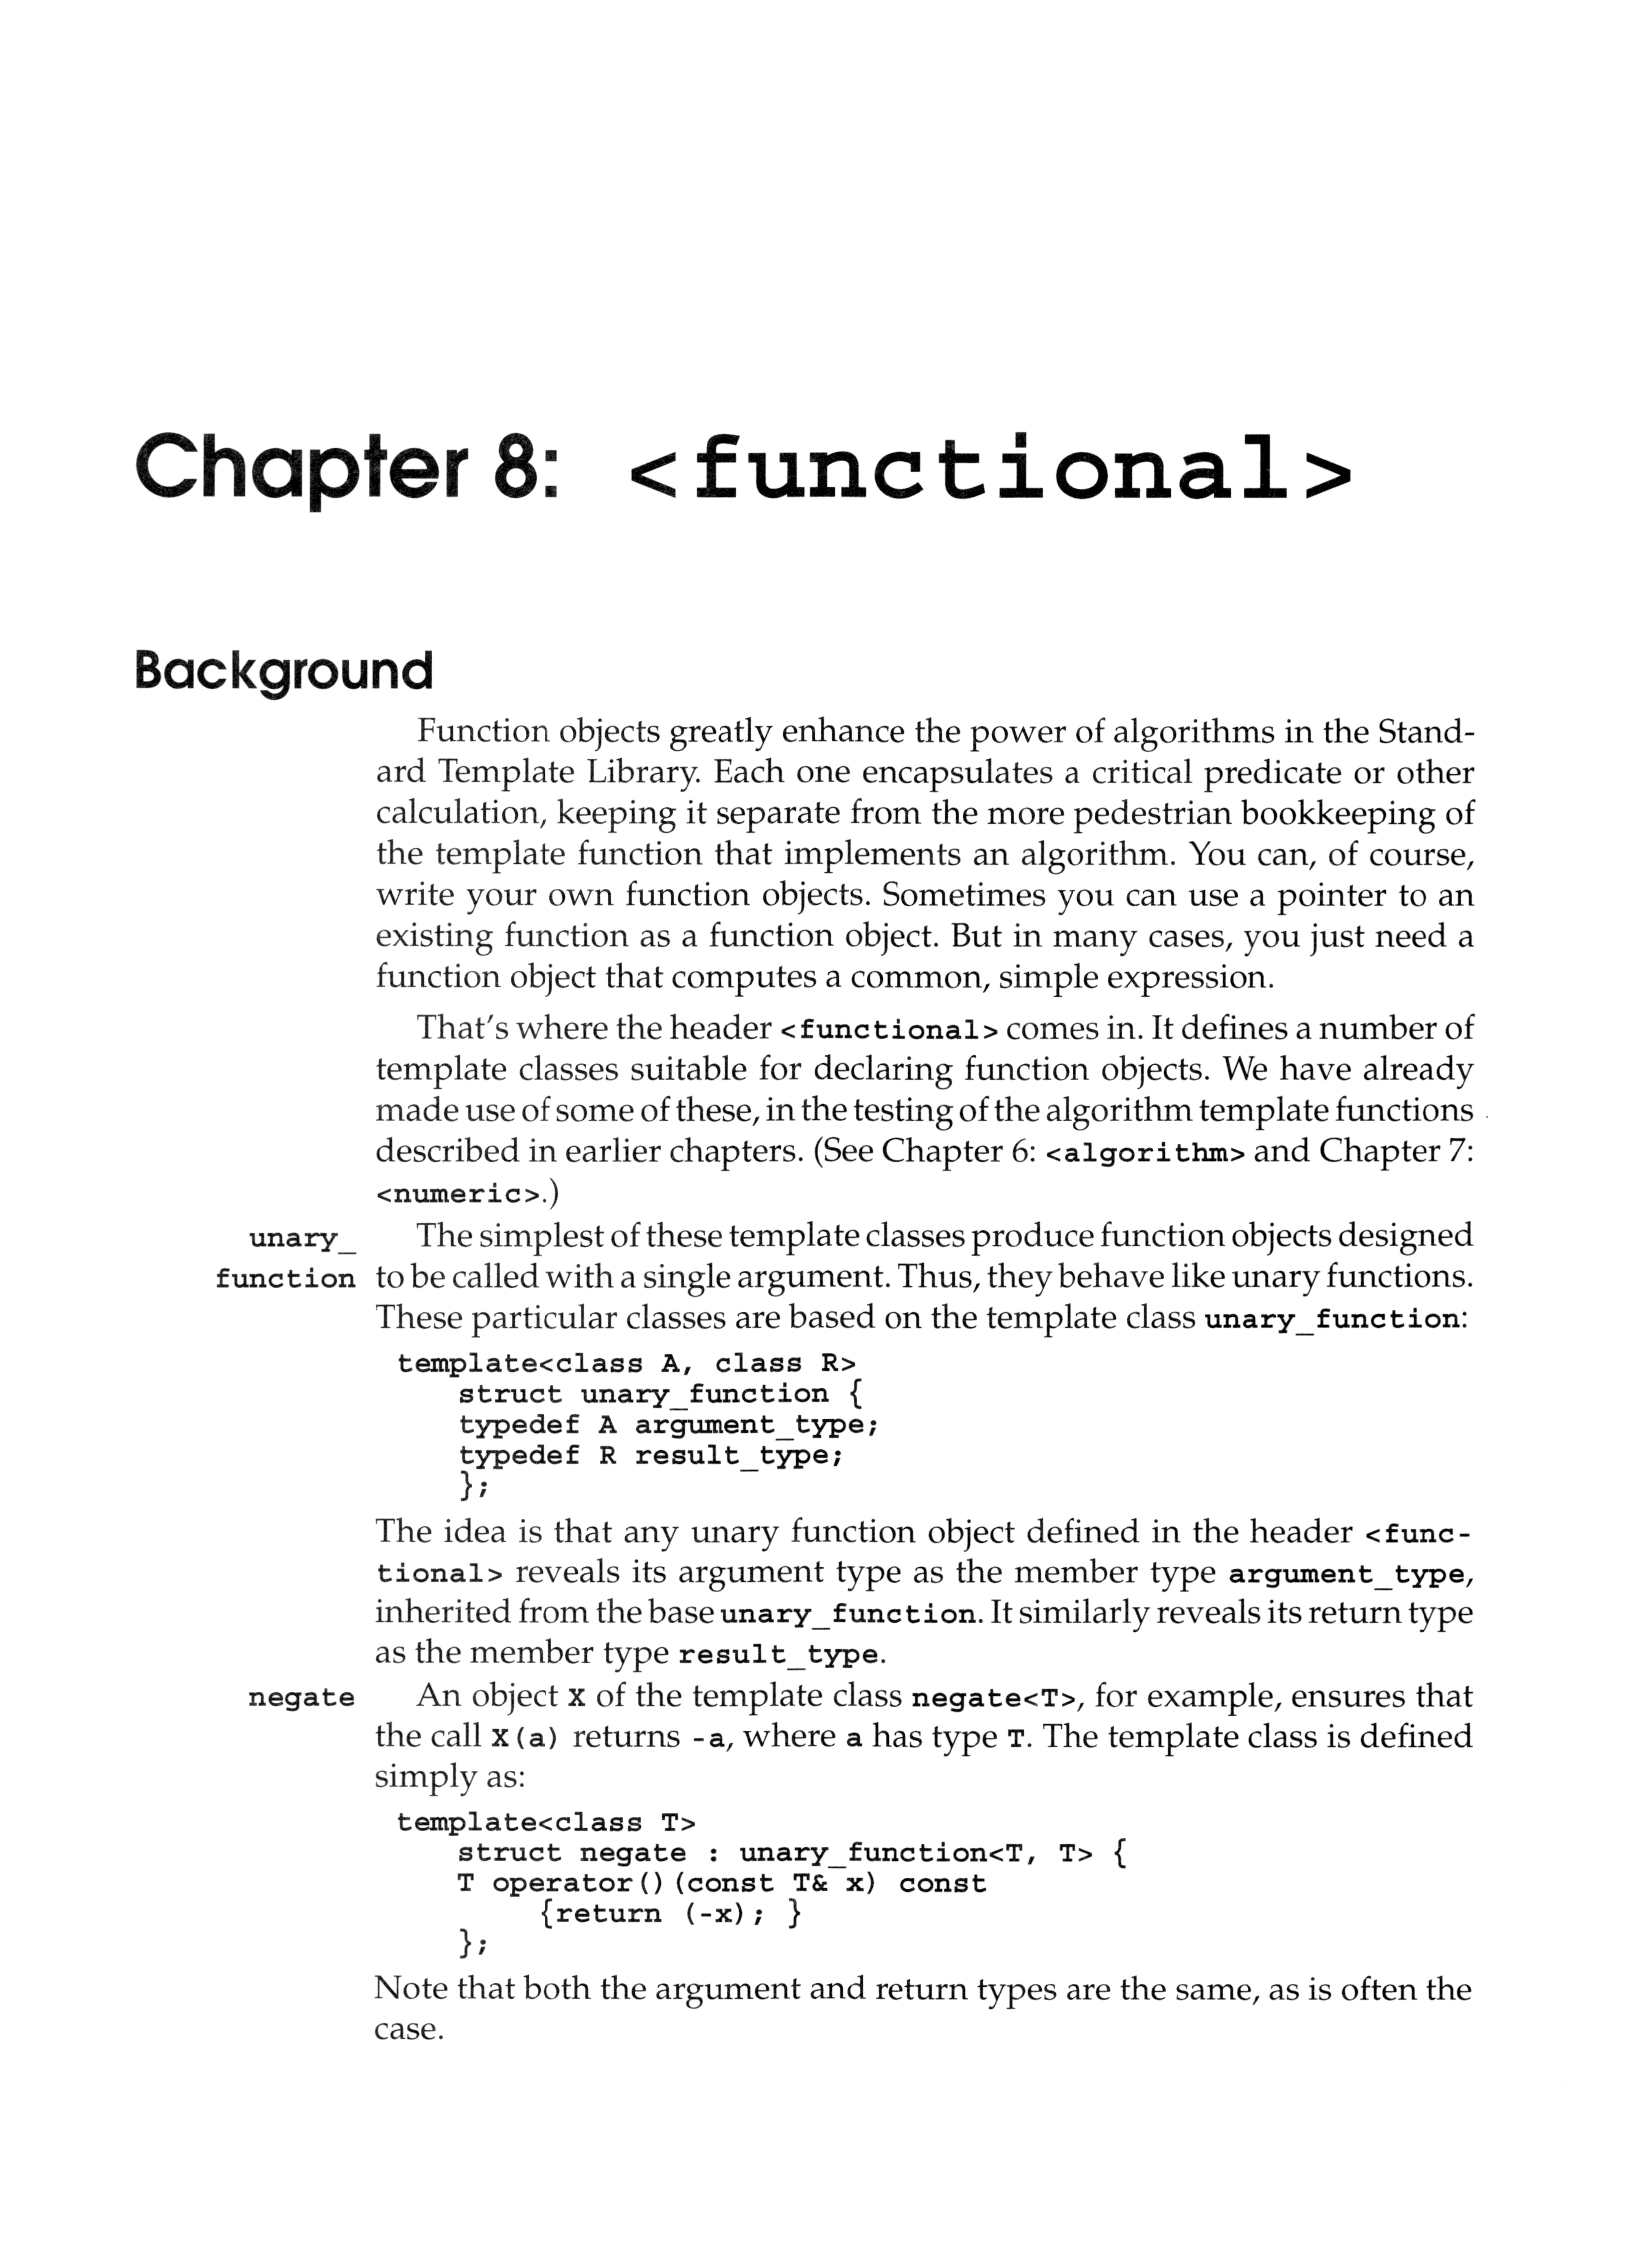 Chapter 8: <functional>
Background
Function objects greatly enhance the power of algorithms in the Stand-
ard Template Library. Each one encapsulates a critical predicate or other
calculation, keeping it separate from the more pedestrian bookkeeping of
the template function that implements an algorithm. You can, of course,
write your own function objects. Sometimes you can use a pointer to an
existing function as a function object. But in many cases, you just need a
function object that computes a common, simple expression.
That's where the header <functional> comes in. It defines a number of
template classes suitable for declaring function objects. We have already
made use of some of these, in the testing of the algorithm template functions
described in earlier chapters. (See Chapter 6: <algorithm> and Chapter 7:
<numeric>.)
unary_ The simplest of these template classes produce function objects designed
function to be called with a single argument. Thus, they behave like unary functions.
These particular classes are based on the template class unary_function:
template<class A, class R>
struct unary_function {
typedef A argument_type;
typedef R result_type;
};
The idea is that any unary function object defined in the header <func-
tional> reveals its argument type as the member type argument_type,
inherited from the base unary_function. It similarly reveals its return type
as the member type result_type.
negate An object X of the template class negate<T>, for example, ensures that
the call X(a) returns -a, where a has type T. The template class is defined
simply as:
template<class T>
struct negate : unary_function<T, T> {
T operator()(const T& x) const
{return (-x); }
};
Note that both the argument and return types are the same, as is often the
case.